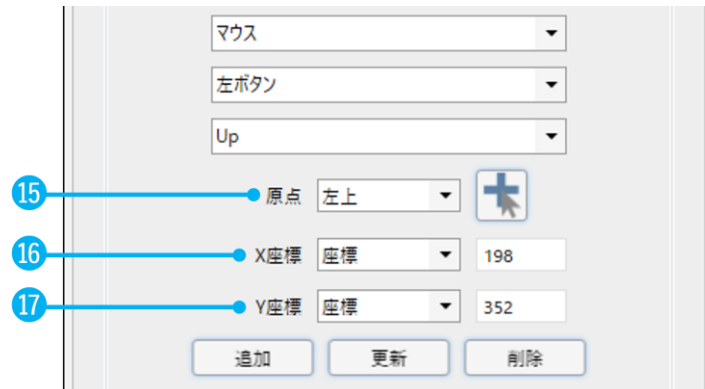 マウス
左ボタン
Up
15 原点 左上
16 X座標 座標 198
17 Y座標 座標 352
追加 更新 削除